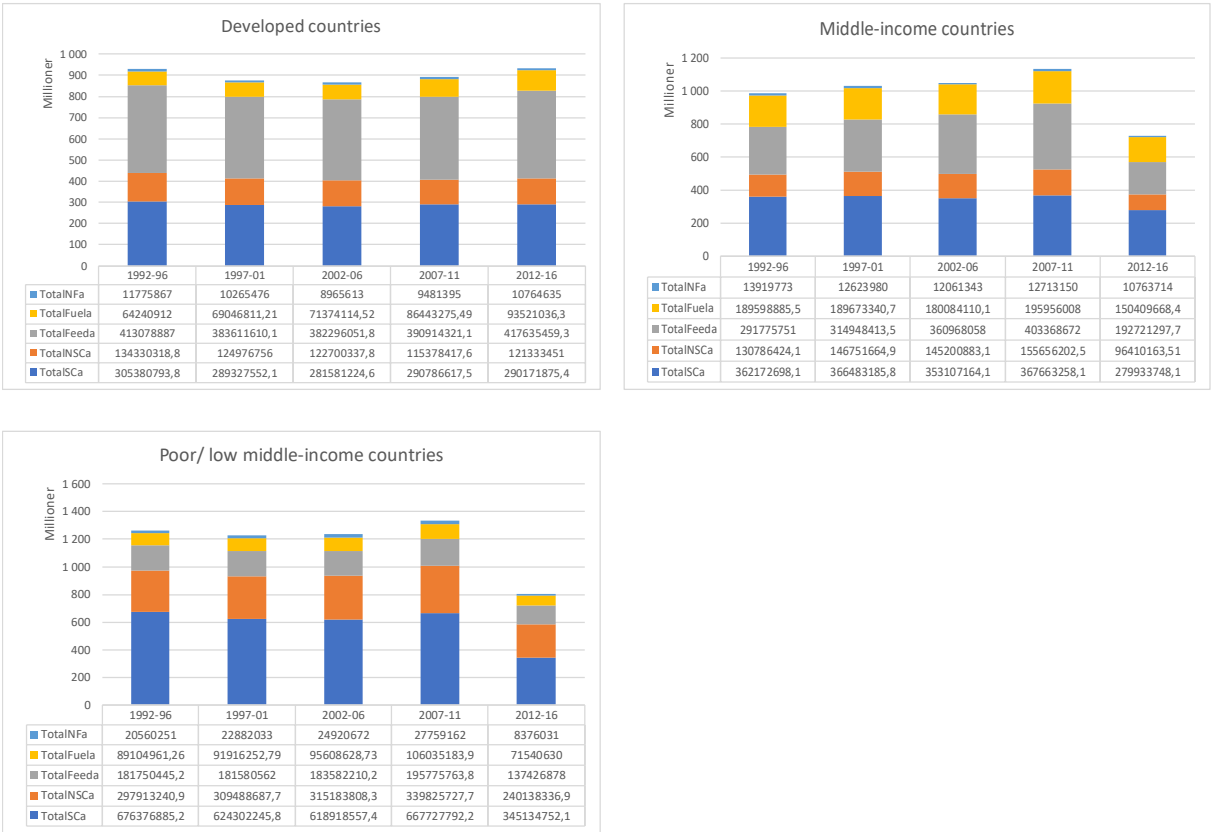 Developed countries
Millioner
1 000
900
800
700
600
500
400
300
200
100
0
1992-96 1997-01 2002-06 2007-11 2012-16
TotalNFa 11775867 10265476 8965613 9481395 10764635
TotalFuela 64240912 69046811,21 71374114,52 86443275,49 93521036,3
TotalFeeda 413078887 383611610,1 382296051,8 390914321,1 417635459,3
TotalNSCa 134330318,8 124976756 122700337,8 115378417,6 121333451
TotalSCa 305380793,8 289327552,1 281581224,6 290786617,5 290171875,4
Middle-income countries
Millioner
1 200
1 000
800
600
400
200
0
1992-96 1997-01 2002-06 2007-11 2012-16
TotalNFa 13919773 12623980 12061343 12713150 10763714
TotalFuela 189598885,5 189673340,7 180084110,1 195956008 150409668,4
TotalFeeda 291775751 314948413,5 360968058 403368672 192721297,7
TotalNSCa 130786424,1 146751664,9 145200883,1 155656202,5 96410163,51
TotalSCa 362172698,1 366483185,8 353107164,1 367663258,1 279933748,1
Poor/ low middle-income countries
Millioner
1 600
1 400
1 200
1 000
800
600
400
200
0
1992-96 1997-01 2002-06 2007-11 2012-16
TotalNFa 20560251 22882033 24920672 27759162 8376031
TotalFuela 89104961,26 91916252,79 95608628,73 106035183,9 71540630
TotalFeeda 181750445,2 181580562 183582210,2 195775763,8 137426878
TotalNSCa 297913240,9 309488687,7 315183808,3 339825727,7 240138336,9
TotalSCa 676376885,2 624302245,8 618918557,4 667727792,2 345134752,1